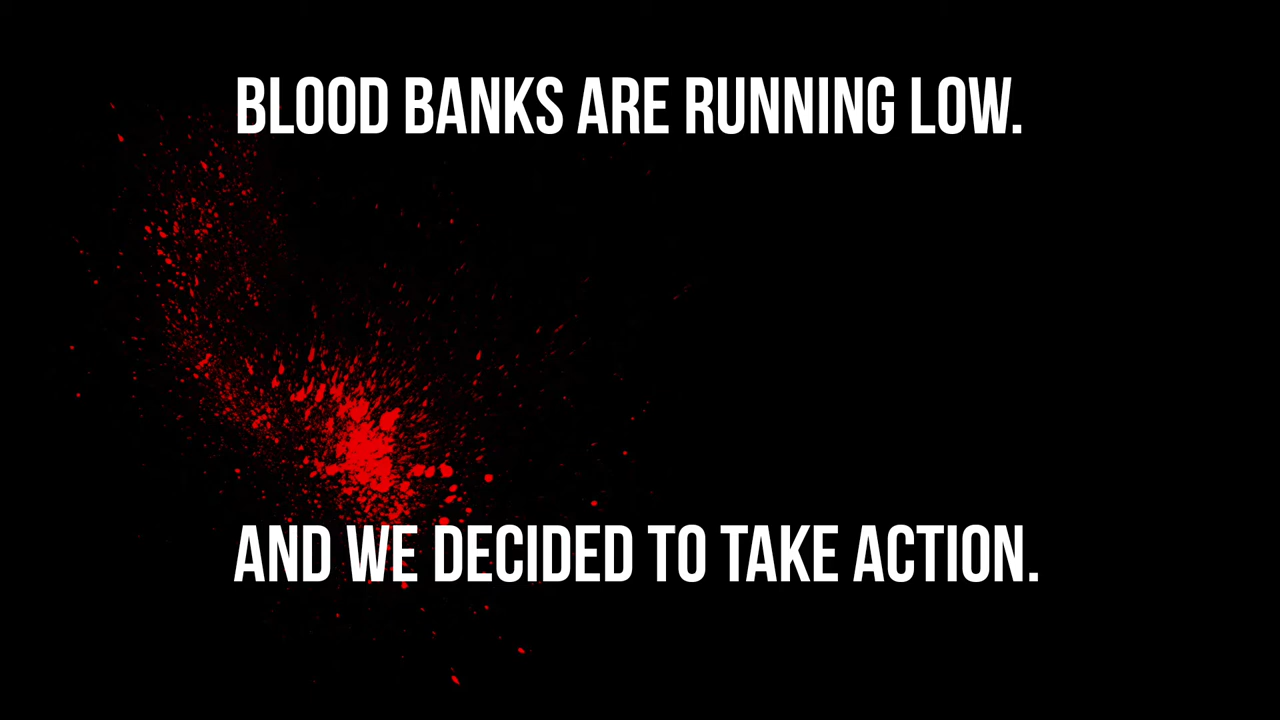 BLOOD BANKS ARE RUNNING LOW.
AND WE DECIDED TO TAKE ACTION.